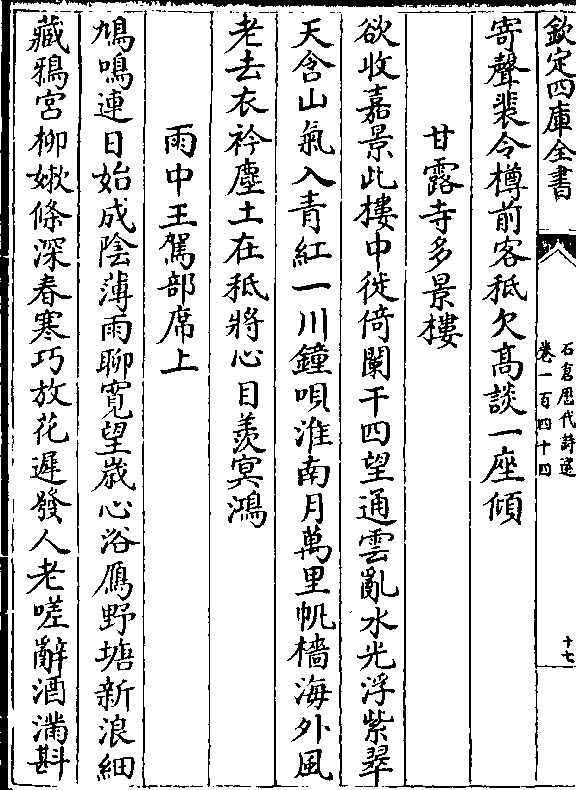 欽定四庫全書
石倉歷代詩選
卷一百四十四
十七
寄聲裴令樽前客秪欠髙談一座傾
甘露寺多景樓
欲收嘉景此樓中徙倚闌干四望通雲亂水光浮紫翠
天含山氣入青紅一川鐘唄淮南月萬里帆檣海外風
老去衣衿塵土在秪將心目羨冥鴻
雨中王駕部席上
鳩鳴連日始成陰薄雨聊寛望嵗心浴鴈野塘新浪細
藏鴉宮柳嫩條深春寒巧放花遲發人老嗟辭酒滿斟